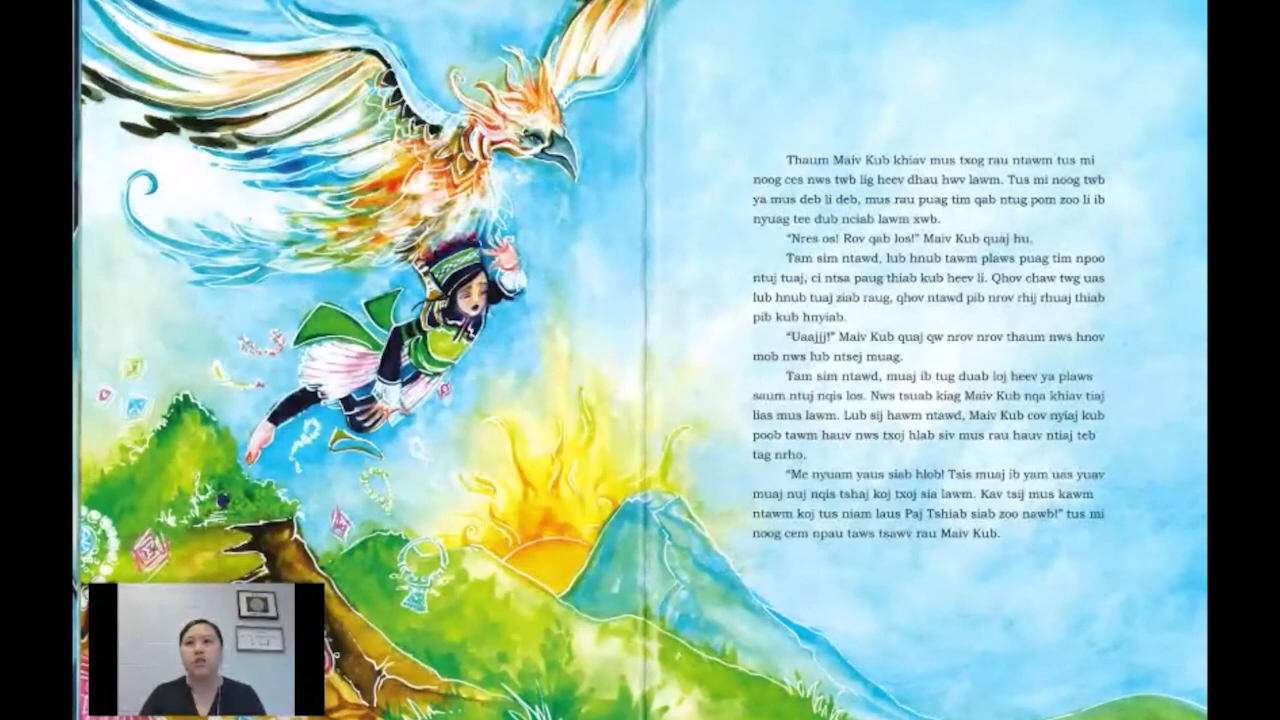 Thaum Maiv Kub khiav mus txog rau ntawm tus mi
noog ces nws twb lig heev dhau hwv lawm. Tus mi noog twb
ya mus deb li deb, mus rau puag tim qab ntug pom zoo li ib
nyuag tee dub nciab lawm xwb.
“Nres os! Rov qab los!” Maiv Kub quaj hu.
Tam sim ntawd, lub hnub tawm plaws puag tim npoo
ntuj tuaj, ci ntsa paug thiab kub heev li. Qhov chaw twg uas
lub hnub tuaj ziab raug, qhov ntawd pib nrov rhij rhuaj thiab
pib kub hnyiab.
“Uaajjj!” Maiv Kub quaj qw nrov nrov thaum nws hnov
mob nws lub ntsej muag.
Tam sim ntawd, muaj ib tug duab loj heev ya plaws
saum ntuj nqis los. Nws tsuab kiag Maiv Kub nqa khiav tiaj
lias mus lawm. Lub sij hawm ntawd, Maiv Kub cov nyiaj kub
poob tawm hauv nws txoj hlab siv mus rau hauv ntiaj teb
tag nrho.
“Me nyuam yaus siab hlob! Tsis muaj ib yam uas yuav
muaj nuj nqis tshaj koj txoj sia lawm. Kav tsij mus kawm
ntawm koj tus niam laus Paj Tshiab siab zoo nawb!” tus mi
noog cem npau taws tsawv rau Maiv Kub.